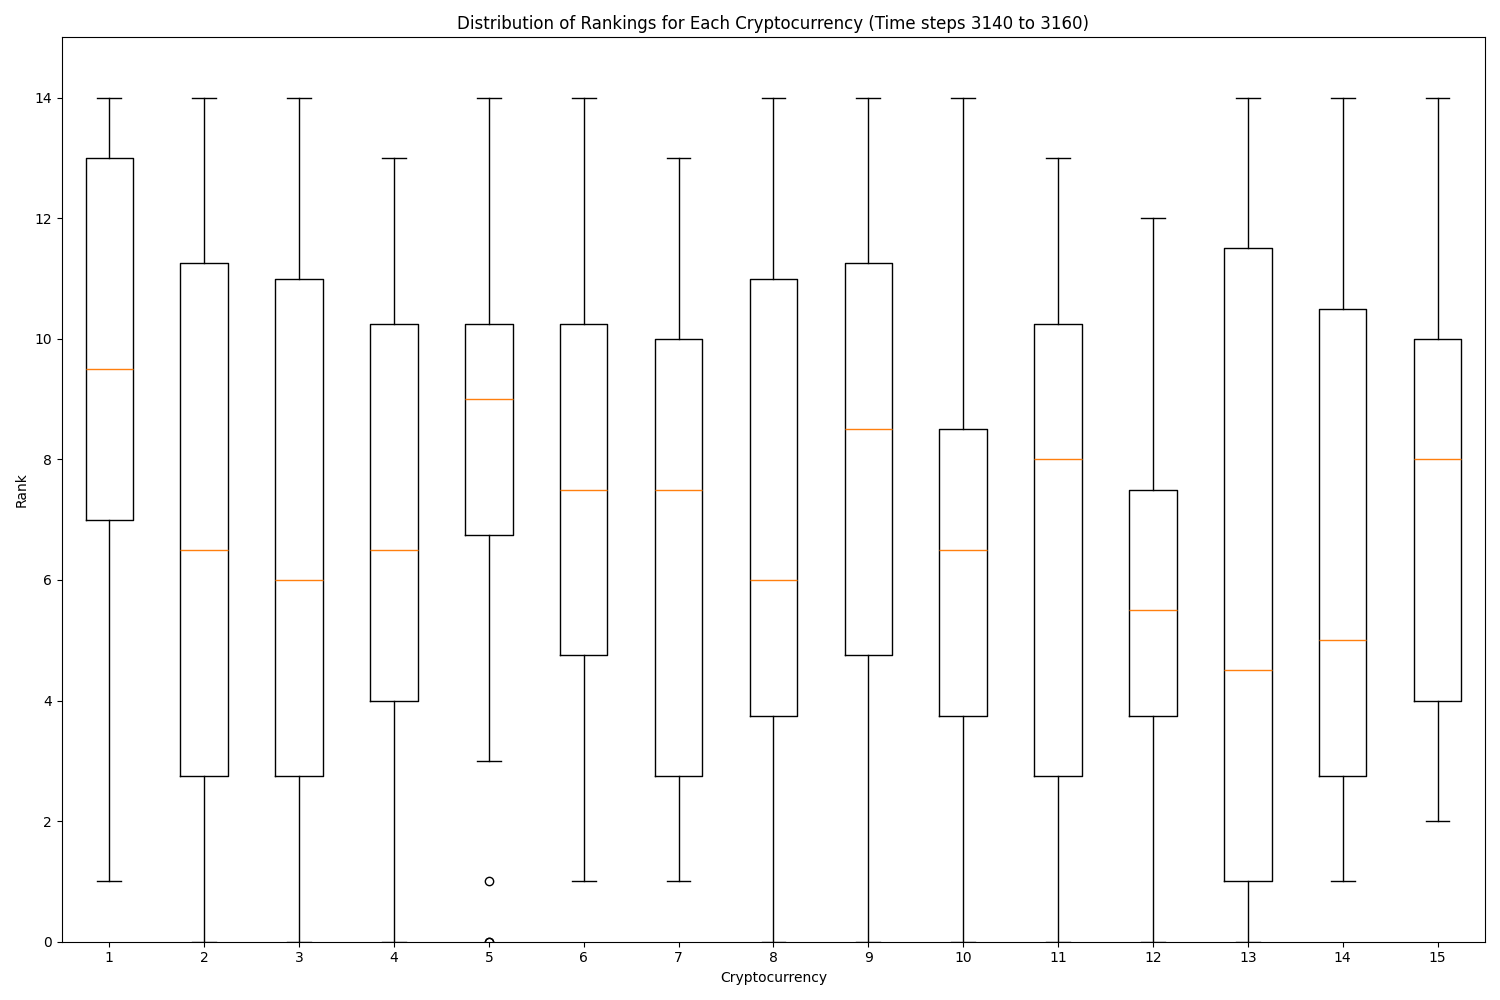 Distribution of Rankings for Each Cryptocurrency (Time steps 3140 to 3160)
14
12
10
8
6
4
2
0
Rank
1 2 3 4 5 6 7 8 9 10 11 12 13 14 15
Cryptocurrency